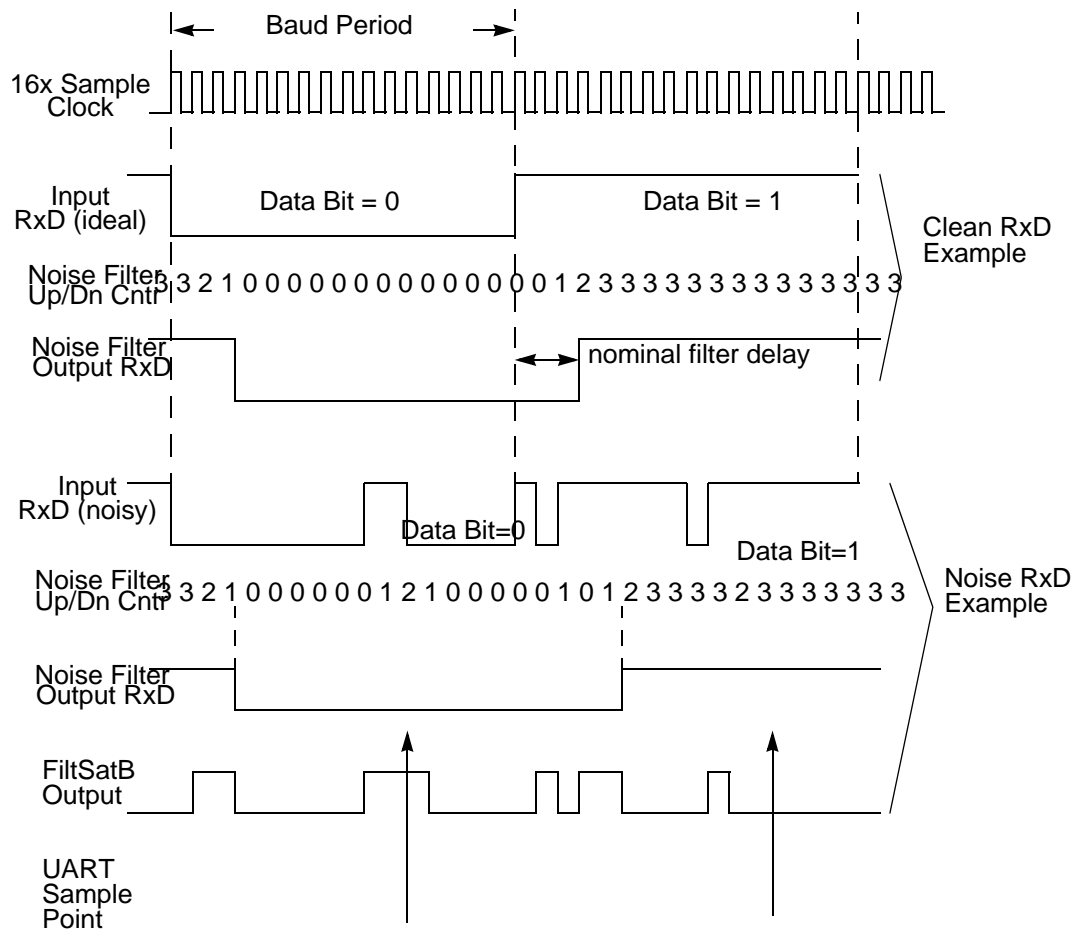 Baud Period
16x Sample
Clock
Input
RxD (ideal)
Data Bit = 0
Data Bit = 1
Clean RxD
Example
Noise Filter
Up/Dn Cntr
3 3 2 1 0 0 0 0 0 0 0 0 0 0 0 0 0 0 1 2 3 3 3 3 3 3 3 3 3 3 3 3 3 3
Noise Filter
Output RxD
nominal filter delay
Input
RxD (noisy)
Data Bit=0
Data Bit=1
Noise Filter
Up/Dn Cntr
3 3 2 1 0 0 0 0 0 0 1 2 1 0 0 0 0 0 1 0 1 2 3 3 3 3 2 3 3 3 3 3 3 3
Noise RxD
Example
Noise Filter
Output RxD
FiltSatB
Output
UART
Sample
Point